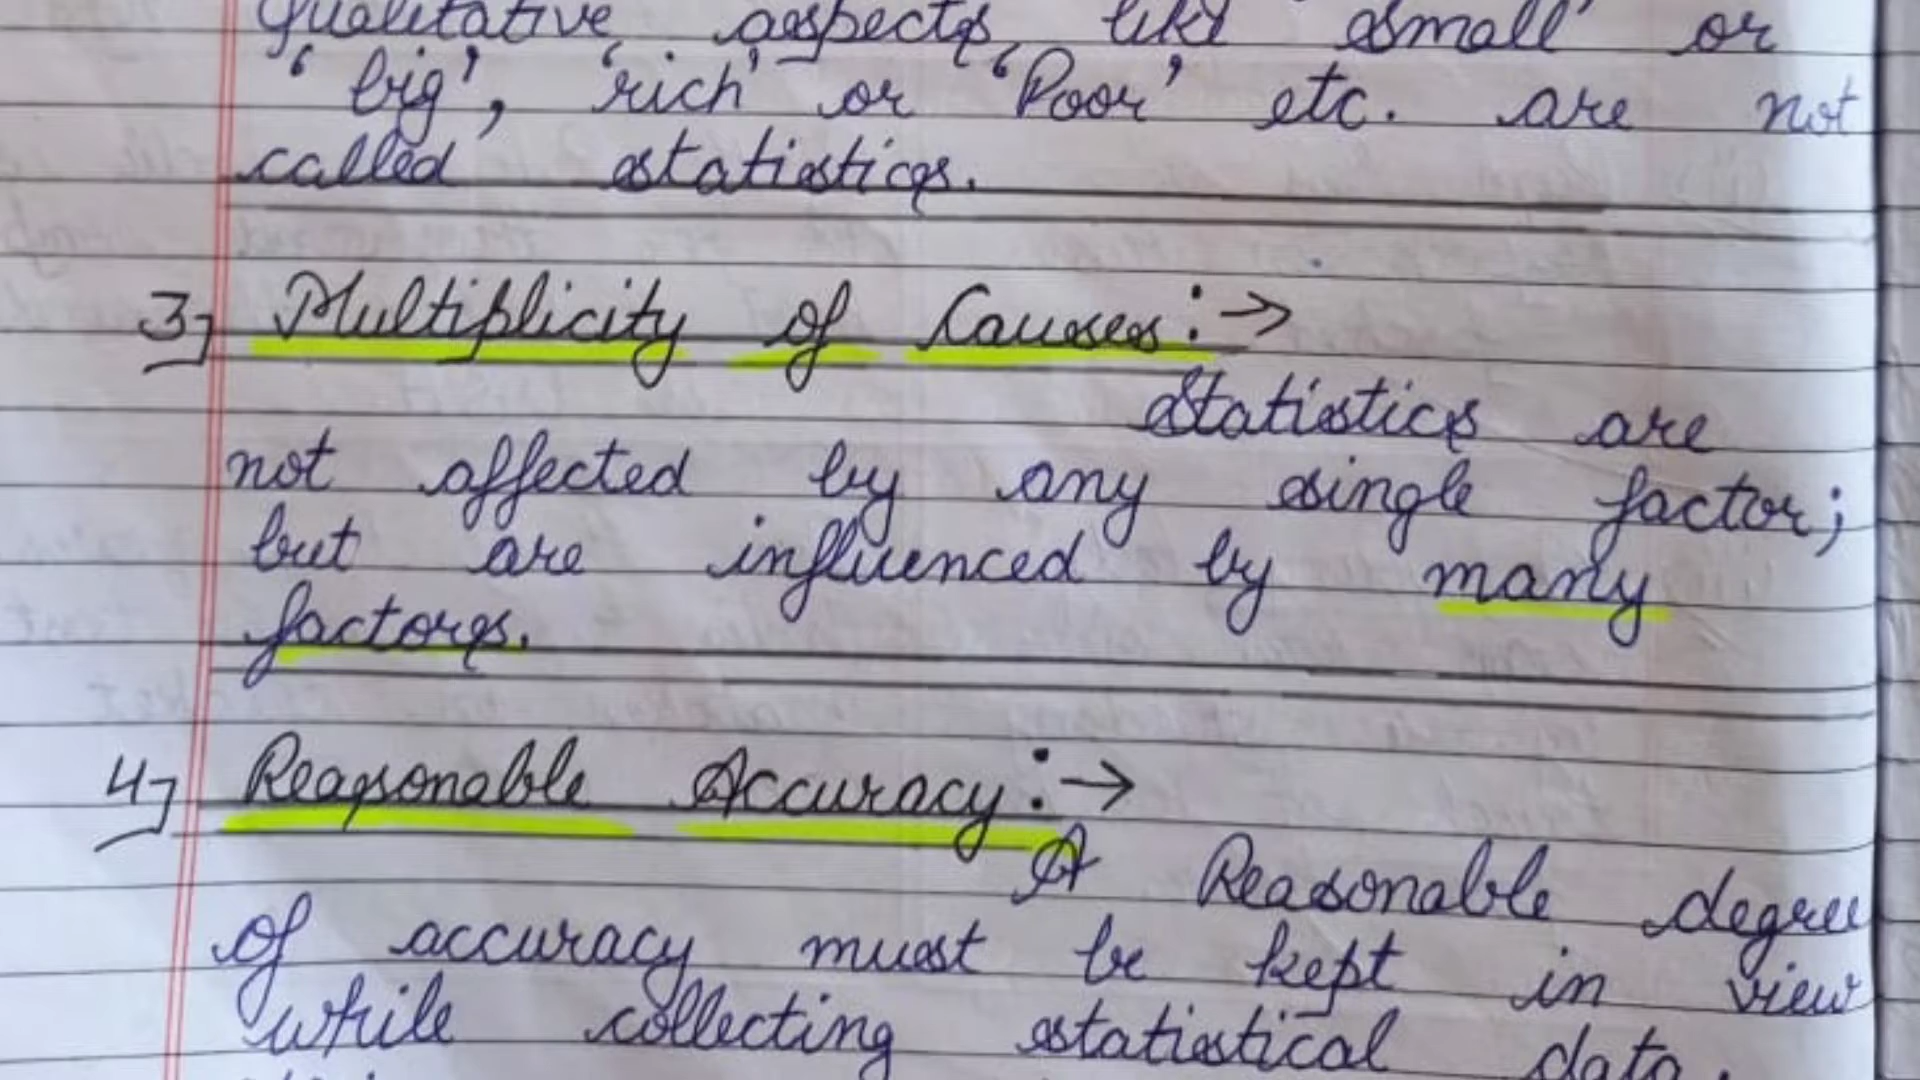 Qualitative aspects like 'small' or
'big', 'rich' or 'Poor' etc. are not
called statistics.
3] Multiplicity of Causes:→
Statistics are
not affected by any single factor;
but are influenced by many
factors.
4] Reasonable Accuracy:→
A Reasonable degree
of accuracy must be kept in view
while collecting statistical data.